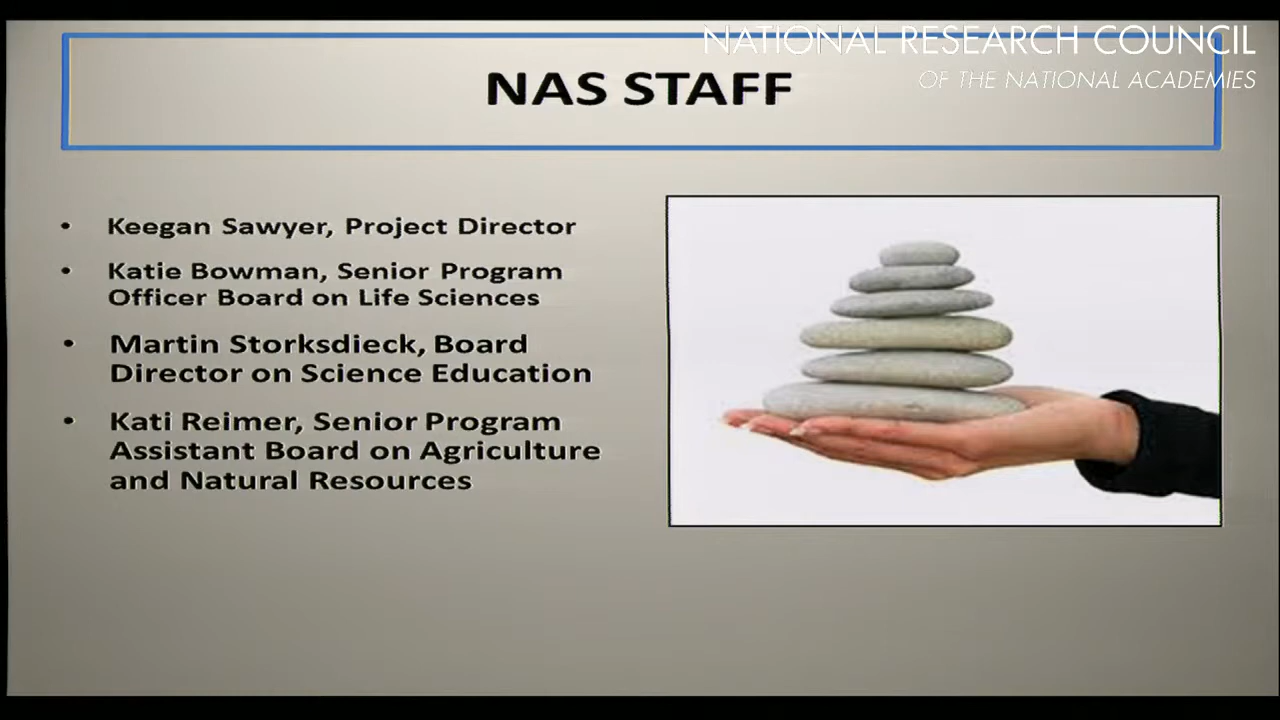 NATIONAL RESEARCH COUNCIL
OF THE NATIONAL ACADEMIES
NAS STAFF
• Keegan Sawyer, Project Director
• Katie Bowman, Senior Program
Officer Board on Life Sciences
• Martin Storksdieck, Board
Director on Science Education
• Kati Reimer, Senior Program
Assistant Board on Agriculture
and Natural Resources